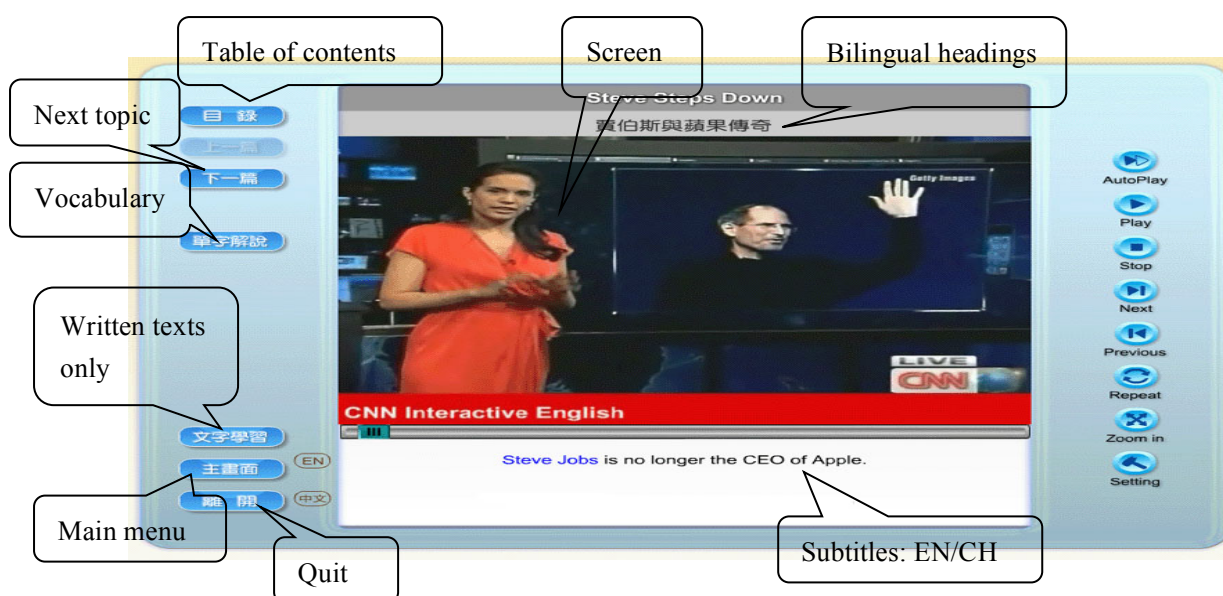 Table of contents
Screen
Bilingual headings
Next topic
Vocabulary
Written texts
only
Main menu
Quit
Subtitles: EN/CH
目 錄
上一篇
下一篇
單字解說
文字學習
主畫面
離 開
EN
中文
Steve Steps Down
賈伯斯與蘋果傳奇
Getty Images
LIVE
CNN
CNN Interactive English
Steve Jobs is no longer the CEO of Apple.
AutoPlay
Play
Stop
Next
Previous
Repeat
Zoom in
Setting